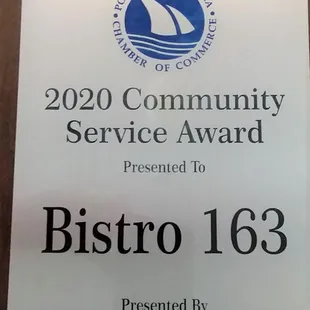 CHAMBER OF COMMERCE
2020 Community
Service Award
Presented To
Bistro 163
Presented By